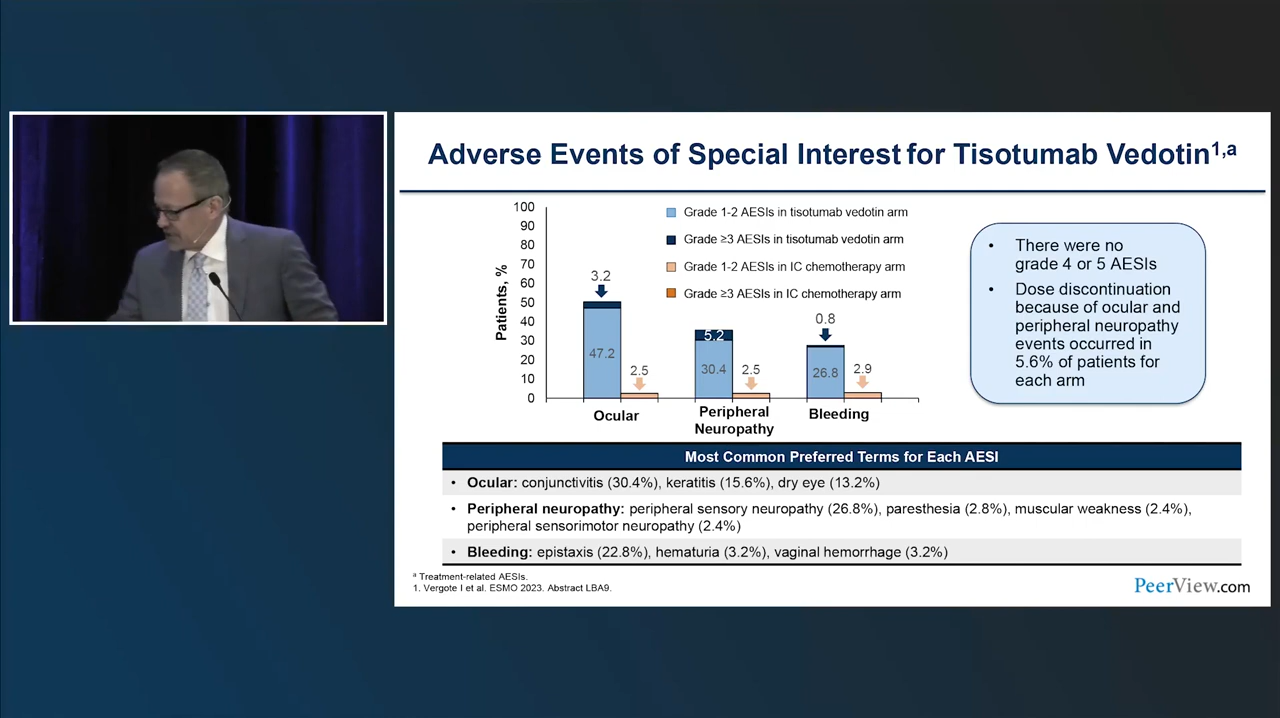 Adverse Events of Special Interest for Tisotumab Vedotin1,a
Patients, %
100
90
80
70
60
50
40
30
20
10
0
Grade 1-2 AESIs in tisotumab vedotin arm
Grade ≥3 AESIs in tisotumab vedotin arm
Grade 1-2 AESIs in IC chemotherapy arm
Grade ≥3 AESIs in IC chemotherapy arm
3.2
47.2
2.5
5.2
30.4
2.5
0.8
26.8
2.9
Ocular
Peripheral
Neuropathy
Bleeding
• There were no
grade 4 or 5 AESIs
• Dose discontinuation
because of ocular and
peripheral neuropathy
events occurred in
5.6% of patients for
each arm
Most Common Preferred Terms for Each AESI
• Ocular: conjunctivitis (30.4%), keratitis (15.6%), dry eye (13.2%)
• Peripheral neuropathy: peripheral sensory neuropathy (26.8%), paresthesia (2.8%), muscular weakness (2.4%),
peripheral sensorimotor neuropathy (2.4%)
• Bleeding: epistaxis (22.8%), hematuria (3.2%), vaginal hemorrhage (3.2%)
a Treatment-related AESIs.
1. Vergote I et al. ESMO 2023. Abstract LBA9.
PeerView.com